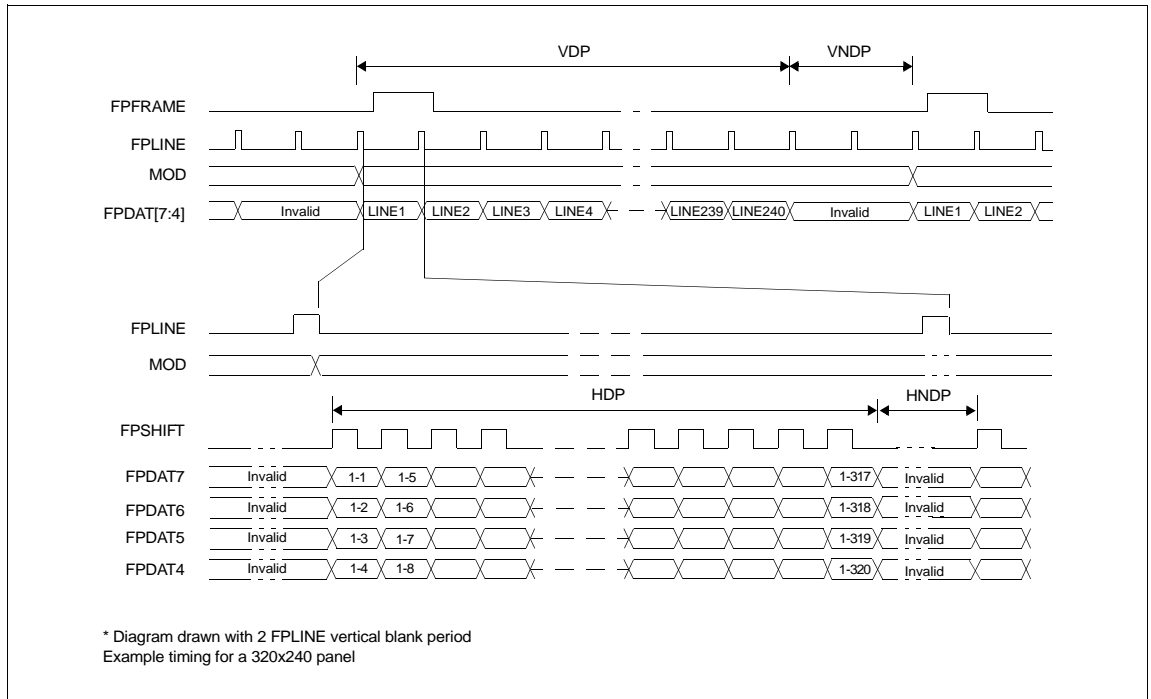 VDP VNDP
FPFRAME
FPLINE
MOD
FPDAT[7:4] Invalid LINE1 LINE2 LINE3 LINE4 LINE239 LINE240 Invalid LINE1 LINE2
FPLINE
MOD
HDP HNDP
FPSHIFT
FPDAT7 Invalid 1-1 1-5 1-317 Invalid
FPDAT6 Invalid 1-2 1-6 1-318 Invalid
FPDAT5 Invalid 1-3 1-7 1-319 Invalid
FPDAT4 Invalid 1-4 1-8 1-320 Invalid
* Diagram drawn with 2 FPLINE vertical blank period
Example timing for a 320x240 panel